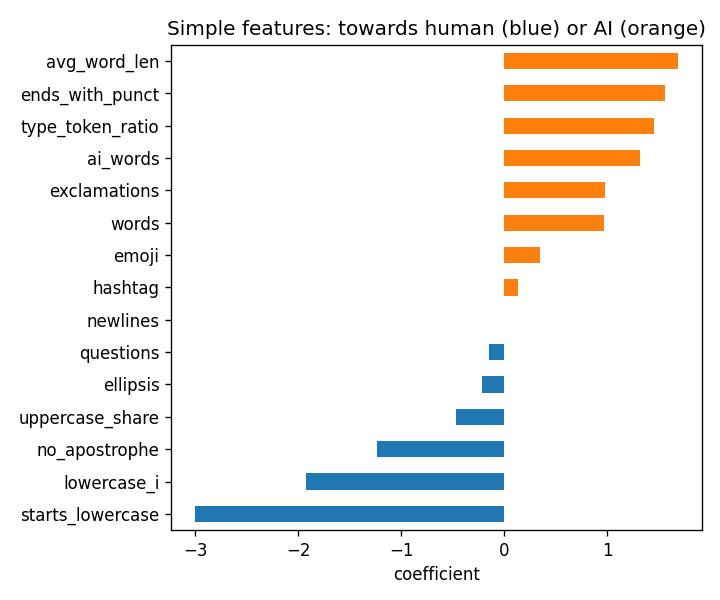 Simple features: towards human (blue) or AI (orange)
avg_word_len
ends_with_punct
type_token_ratio
ai_words
exclamations
words
emoji
hashtag
newlines
questions
ellipsis
uppercase_share
no_apostrophe
lowercase_i
starts_lowercase
−3 −2 −1 0 1
coefficient